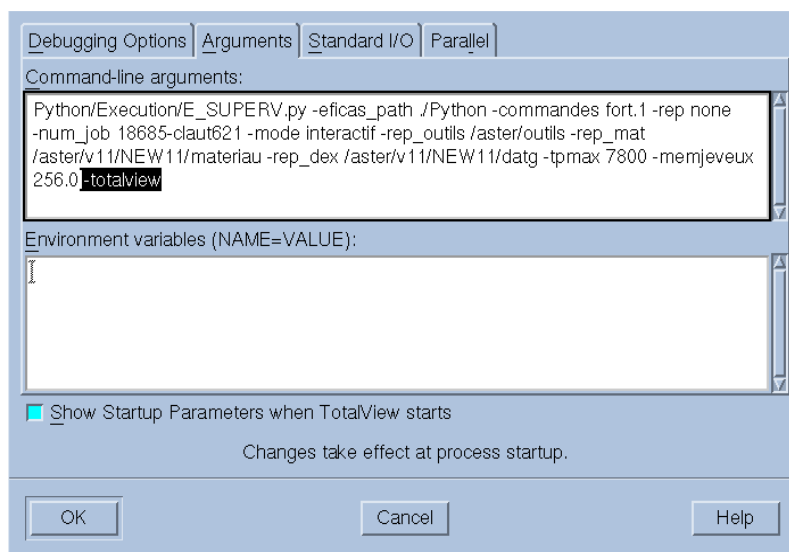 Debugging Options Arguments Standard I/O Parallel
Command-line arguments:
Python/Execution/E_SUPERV.py -eficas_path ./Python -commandes fort.1 -rep none
-num_job 18685-claut621 -mode interactif -rep_outils /aster/outils -rep_mat
/aster/v11/NEW11/materiau -rep_dex /aster/v11/NEW11/datg -tpmax 7800 -memjeveux
256.0 -totalview
Environment variables (NAME=VALUE):
Show Startup Parameters when TotalView starts
Changes take effect at process startup.
OK Cancel Help